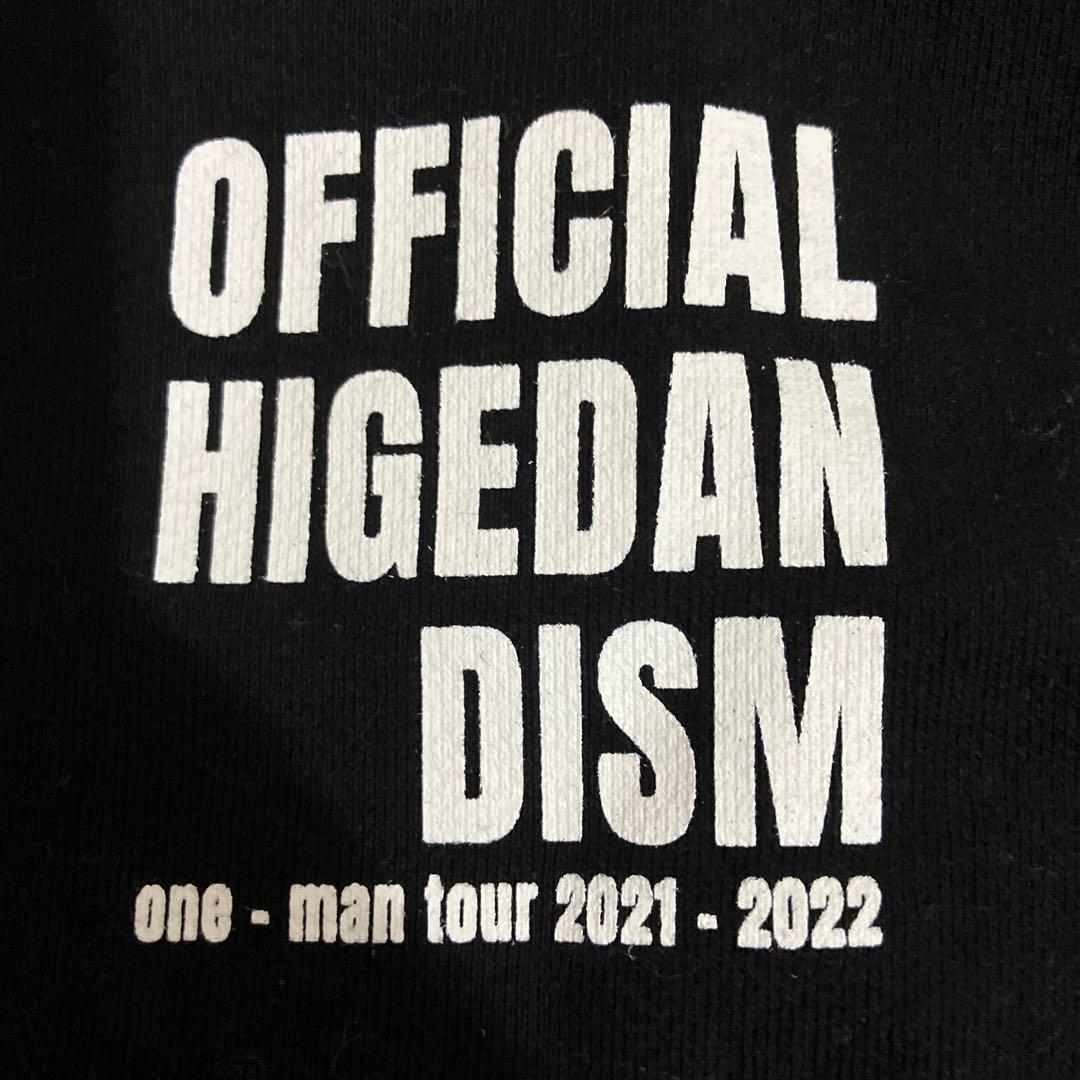 OFFICIAL
HIGEDAN
DISM
one - man tour 2021 - 2022